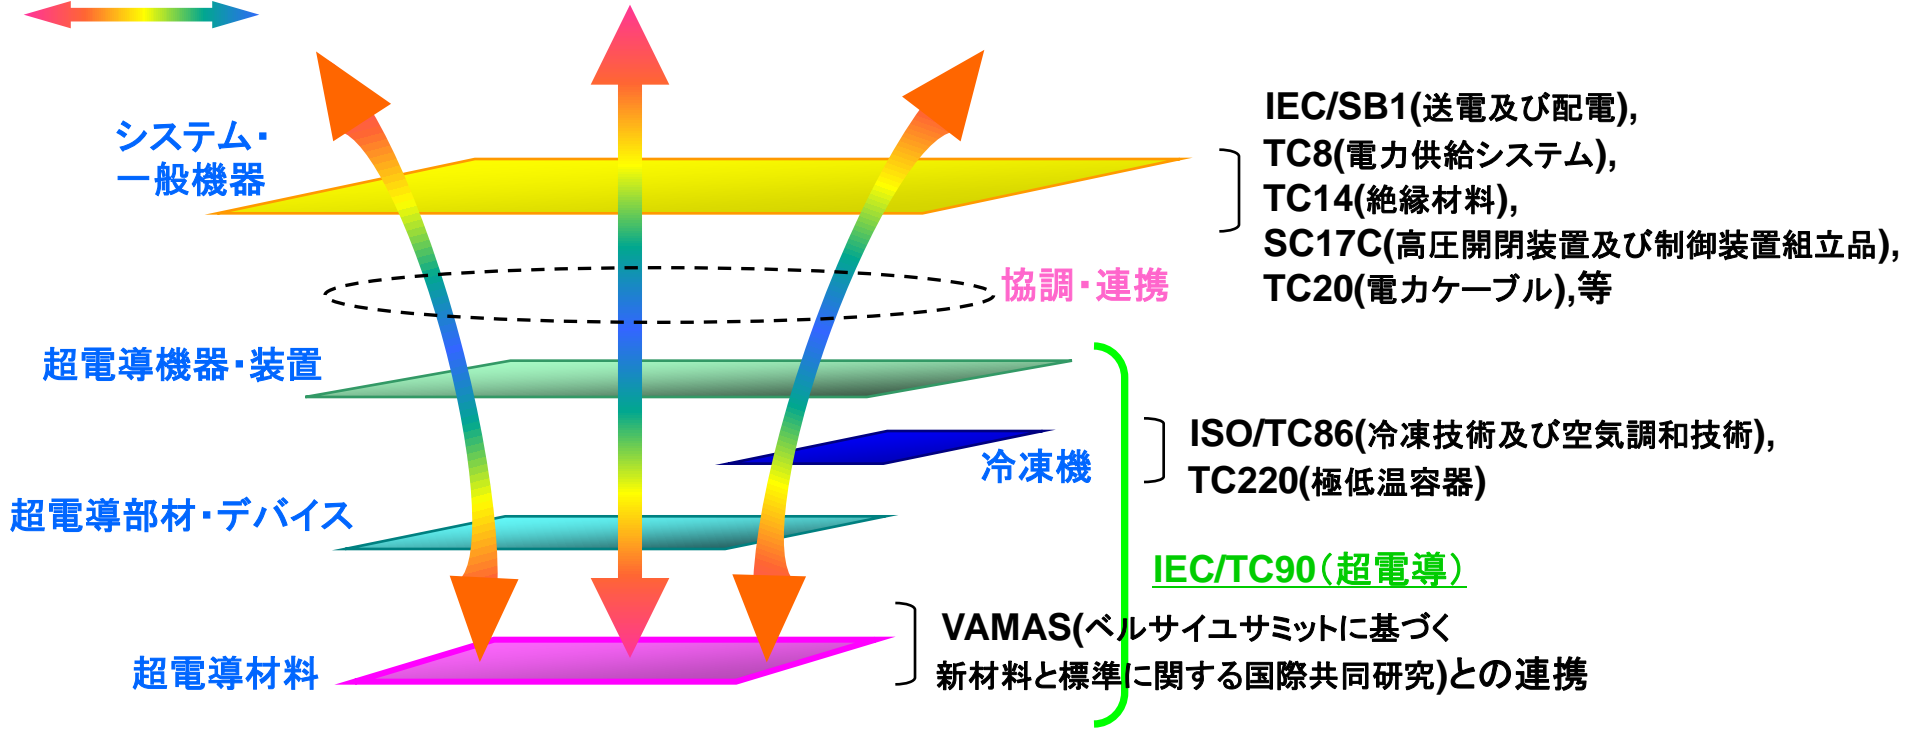 システム・
一般機器
IEC/SB1(送電及び配電),
TC8(電力供給システム),
TC14(絶縁材料),
SC17C(高圧開閉装置及び制御装置組立品),
TC20(電力ケーブル),等
協調・連携
超電導機器・装置
冷凍機
ISO/TC86(冷凍技術及び空気調和技術),
TC220(極低温容器)
超電導部材・デバイス
IEC/TC90（超電導）
超電導材料
VAMAS(ベルサイユサミットに基づく
新材料と標準に関する国際共同研究)との連携